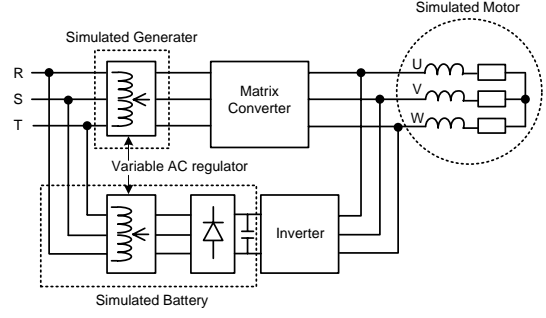 Simulated Motor
Simulated Generater
R
S
T
Matrix
Converter
U
V
W
Variable AC regulator
Inverter
Simulated Battery